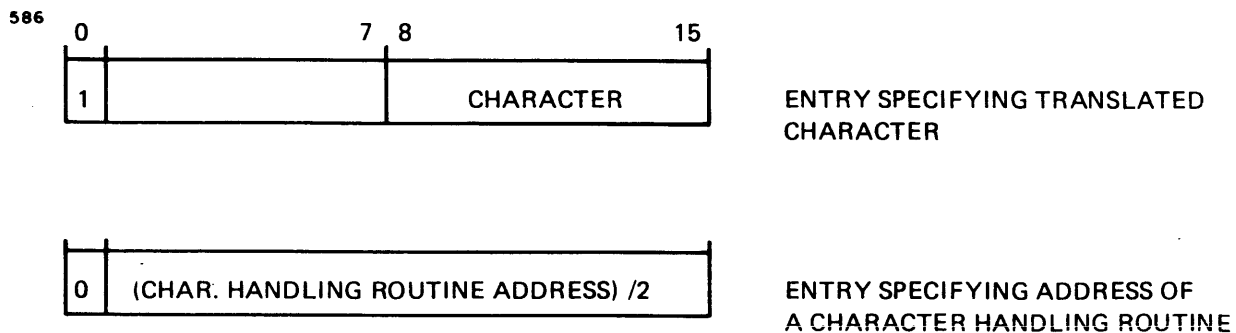 586
0 7 8 15
1 CHARACTER ENTRY SPECIFYING TRANSLATED
CHARACTER
0 (CHAR. HANDLING ROUTINE ADDRESS) /2 ENTRY SPECIFYING ADDRESS OF
A CHARACTER HANDLING ROUTINE